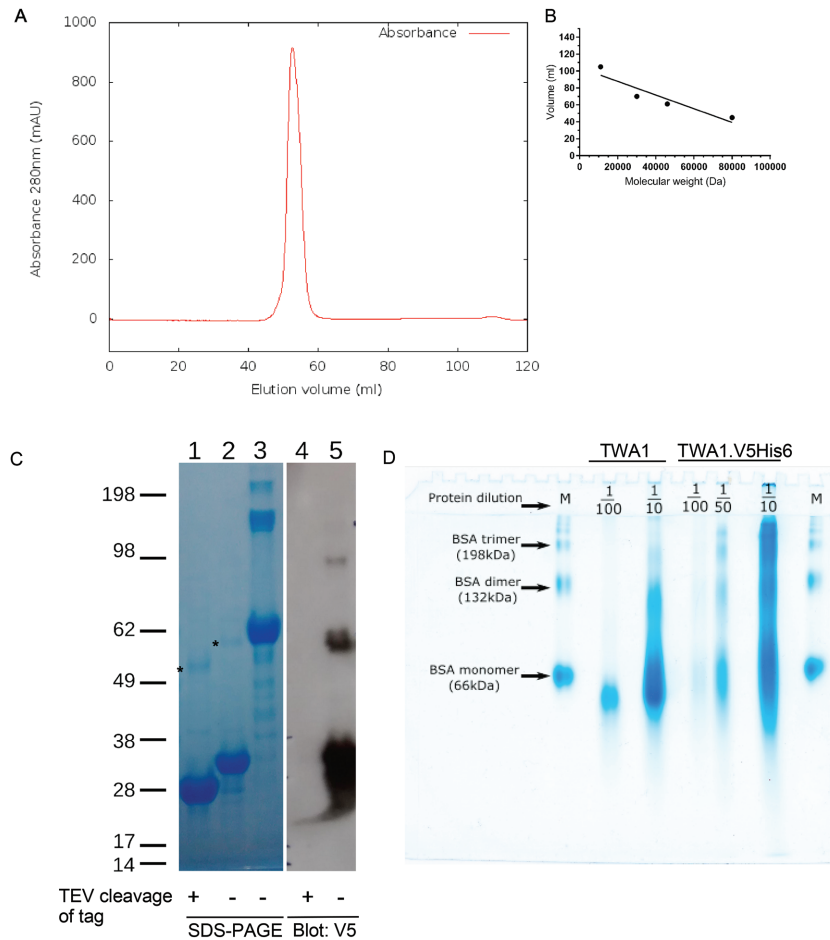 A
1000
800
600
400
200
0
Absorbance 280nm (mAU)
Absorbance
0 20 40 60 80 100 120
Elution volume (ml)
B
140
120
100
80
60
40
20
0
Volume (ml)
0 20000 40000 60000 80000 100000
Molecular weight (Da)
C
1 2 3 4 5
198
98
62
49
38
28
17
14
*
*
TEV cleavage + - - + -
of tag
SDS-PAGE Blot: V5
D
TWA1 TWA1.V5His6
Protein dilution M 1/100 1/10 1/100 1/50 1/10 M
BSA trimer
(198kDa)
BSA dimer
(132kDa)
BSA monomer
(66kDa)